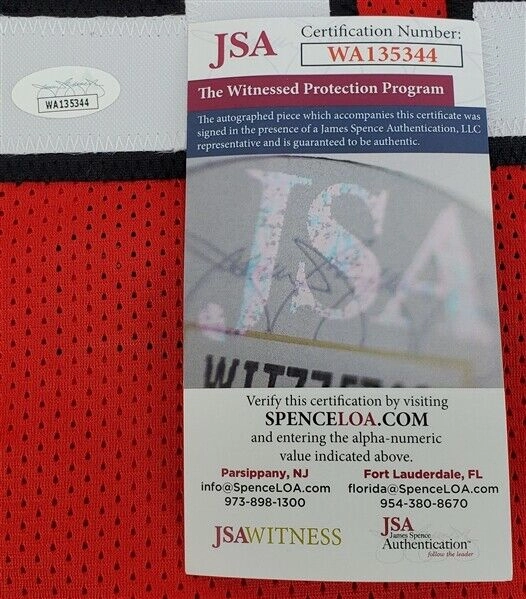 JSA
Certification Number:
WA135344
The Witnessed Protection Program
The autographed piece which accompanies this certificate was
signed in the presence of a James Spence Authentication, LLC
representative and is guaranteed to be authentic.
WA135344
JSA
Verify this certification by visiting
SPENCELOA.COM
and entering the alpha-numeric
value indicated above.
Parsippany, NJ
info@SpenceLOA.com
973-898-1300
Fort Lauderdale, FL
florida@SpenceLOA.com
954-380-8670
JSAWITNESS
JSA
James Spence
Authentication™
follow the leader